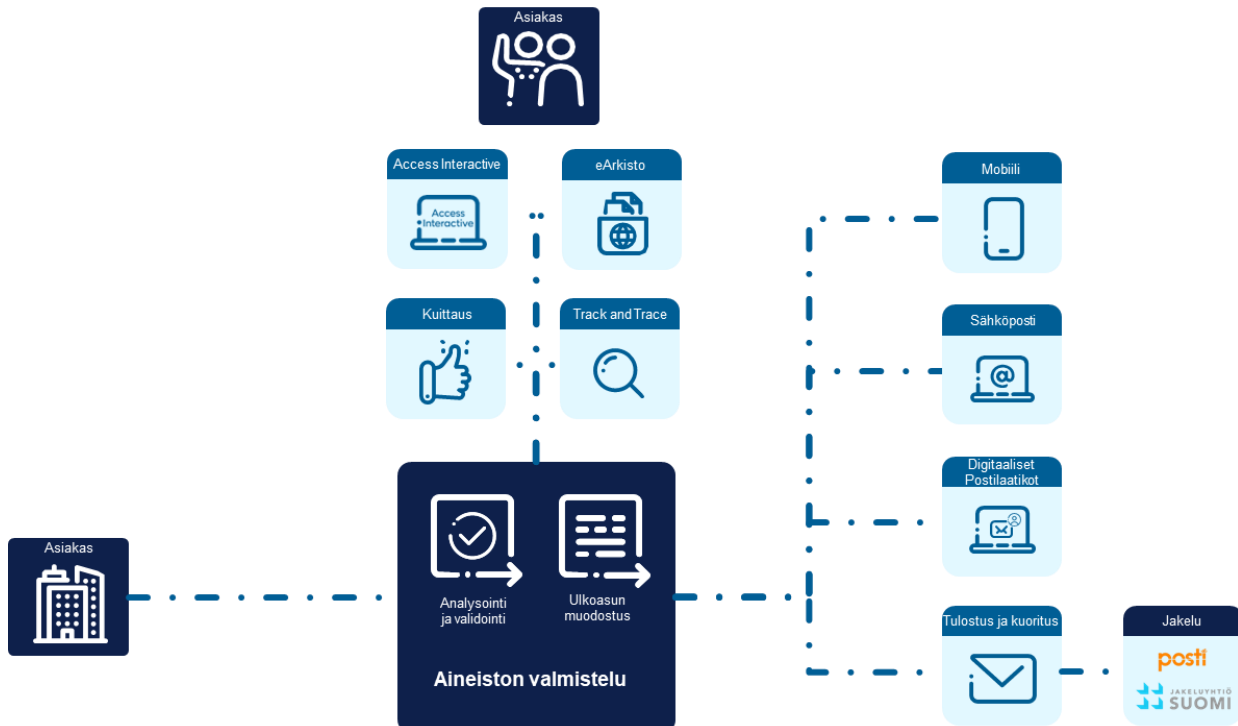 Asiakas
Access Interactive
eArkisto
Mobiili
Access
Interactive
Kuittaus
Track and Trace
Sähköposti
@
Digitaaliset
Postilaatikot
Asiakas
Analysointi
ja validointi
Ulkoasun
muodostus
Aineiston valmistelu
Tulostus ja kuoritus
Jakelu
posti
JAKELUYHTIÖ
SUOMI